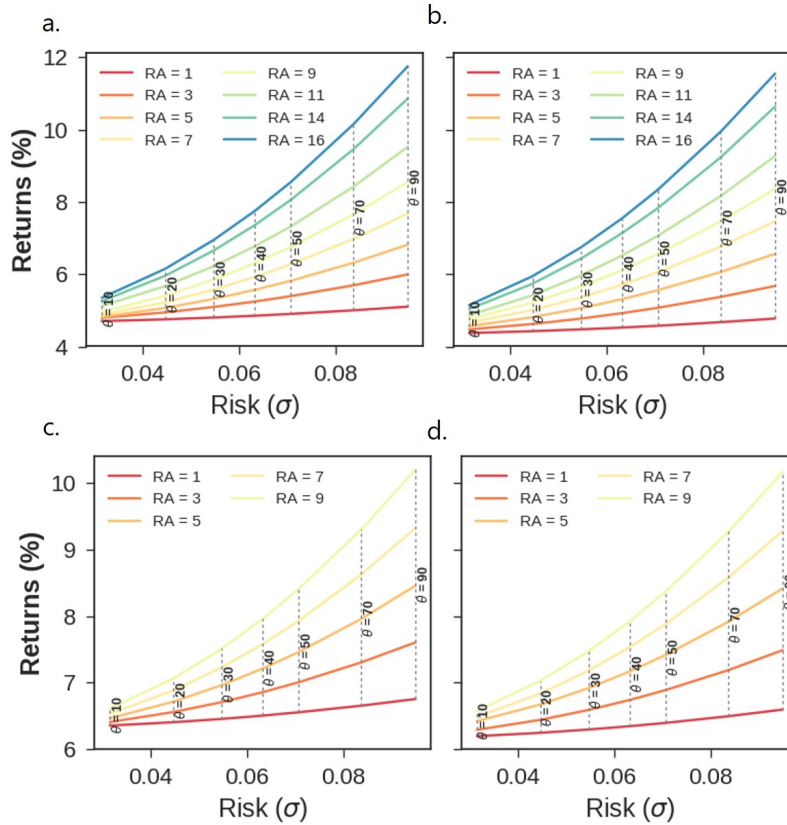 a.
b.
12
10
8
6
4
Returns (%)
RA = 1
RA = 3
RA = 5
RA = 7
RA = 9
RA = 11
RA = 14
RA = 16
θ = 10
θ = 20
θ = 30
θ = 40
θ = 50
θ = 70
θ = 90
0.04 0.06 0.08
Risk (σ)
RA = 1
RA = 3
RA = 5
RA = 7
RA = 9
RA = 11
RA = 14
RA = 16
θ = 10
θ = 20
θ = 30
θ = 40
θ = 50
θ = 70
θ = 90
0.04 0.06 0.08
Risk (σ)
c.
d.
10
9
8
7
6
Returns (%)
RA = 1
RA = 3
RA = 5
RA = 7
RA = 9
θ = 10
θ = 20
θ = 30
θ = 40
θ = 50
θ = 70
θ = 90
0.04 0.06 0.08
Risk (σ)
RA = 1
RA = 3
RA = 5
RA = 7
RA = 9
θ = 10
θ = 20
θ = 30
θ = 40
θ = 50
θ = 70
0.04 0.06 0.08
Risk (σ)